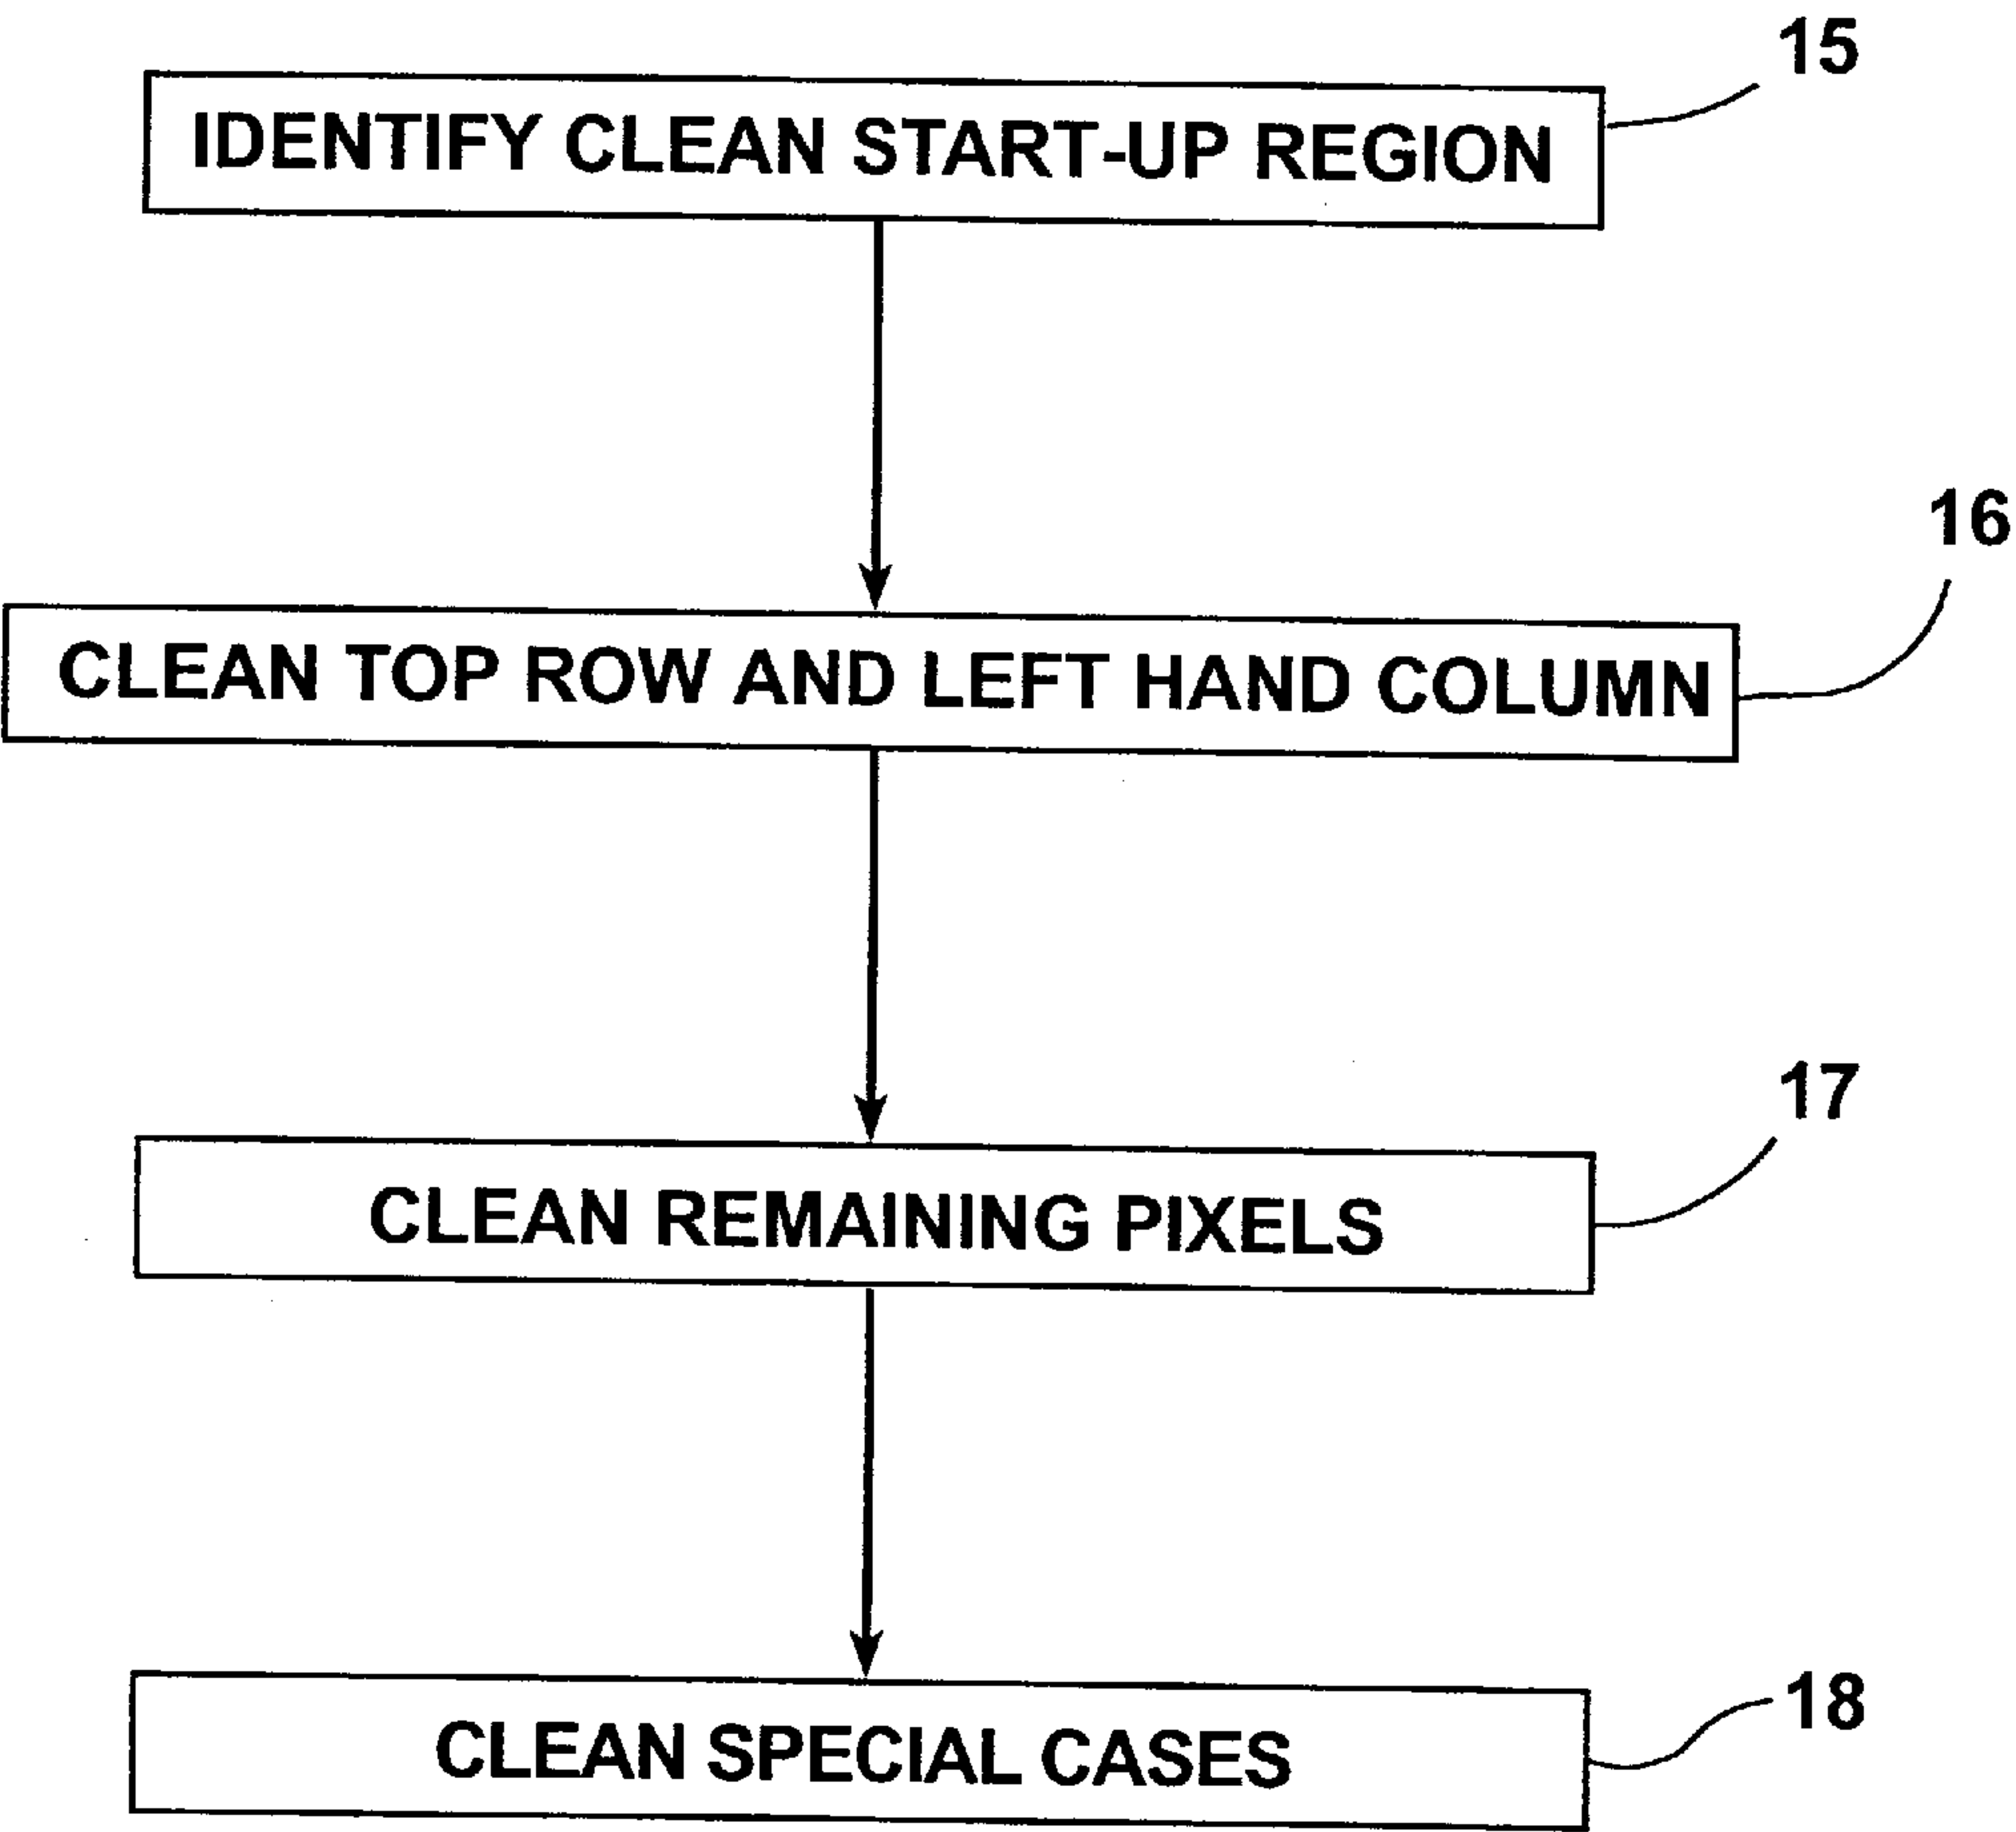 15
IDENTIFY CLEAN START-UP REGION
16
CLEAN TOP ROW AND LEFT HAND COLUMN
17
CLEAN REMAINING PIXELS
18
CLEAN SPECIAL CASES